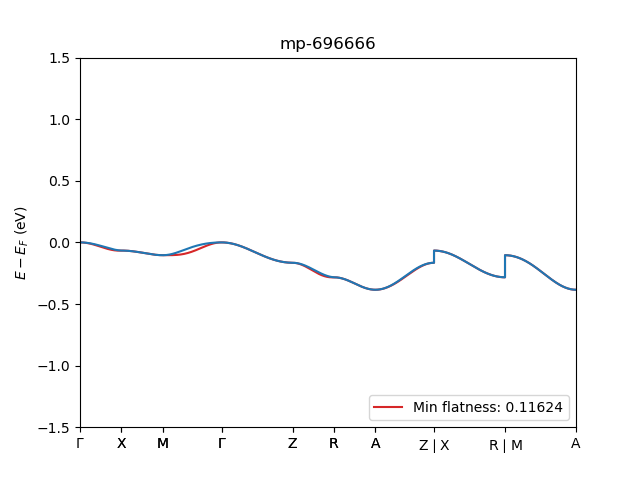 mp-696666
E − E_F (eV)
1.5
1.0
0.5
0.0
−0.5
−1.0
−1.5
Min flatness: 0.11624
Γ X M Γ Z R A Z | X R | M A